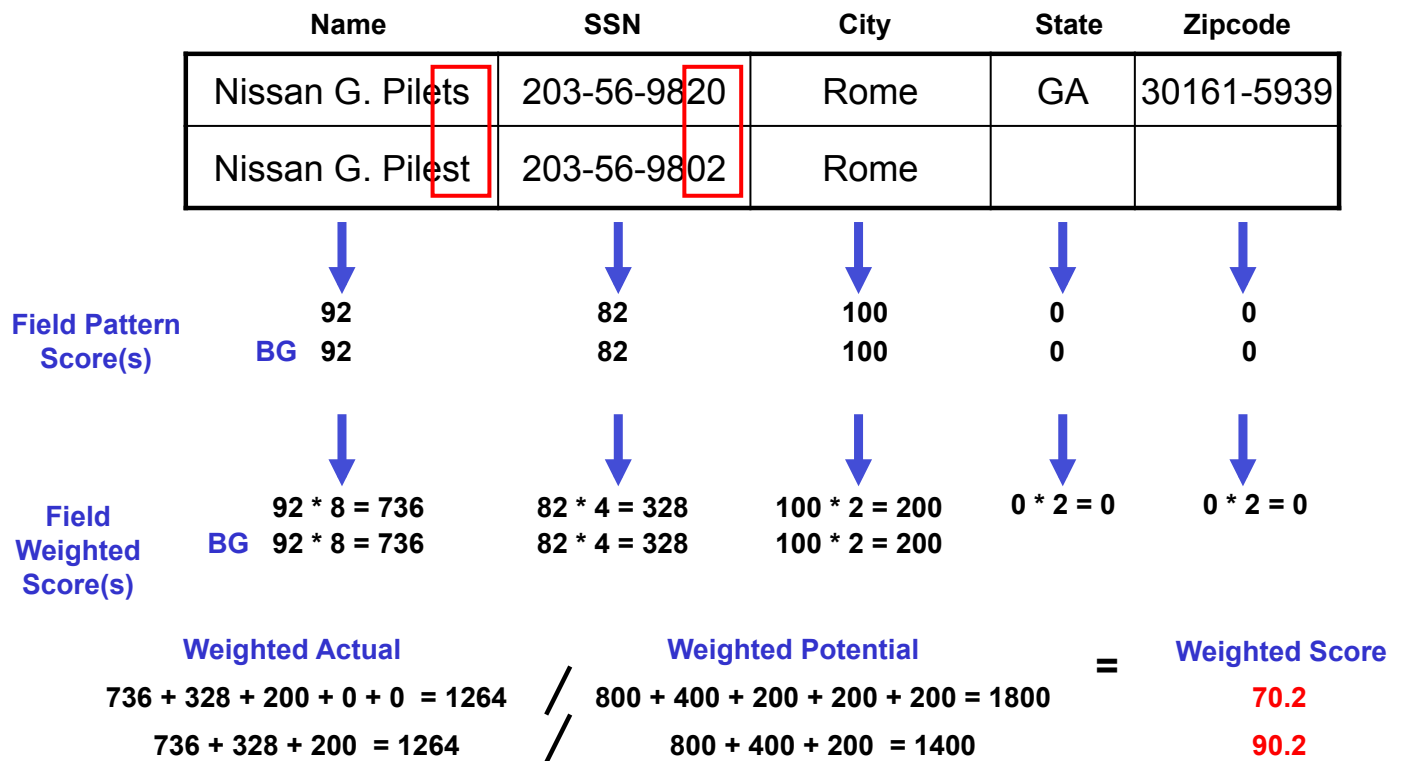 Name SSN City State Zipcode
Nissan G. Pilets 203-56-9820 Rome GA 30161-5939
Nissan G. Pilest 203-56-9802 Rome
Field Pattern Score(s)
92 82 100 0 0
BG 92 82 100 0 0
Field Weighted Score(s)
92 * 8 = 736 82 * 4 = 328 100 * 2 = 200 0 * 2 = 0 0 * 2 = 0
BG 92 * 8 = 736 82 * 4 = 328 100 * 2 = 200
Weighted Actual / Weighted Potential = Weighted Score
736 + 328 + 200 + 0 + 0 = 1264 / 800 + 400 + 200 + 200 + 200 = 1800 70.2
736 + 328 + 200 = 1264 800 + 400 + 200 = 1400 90.2